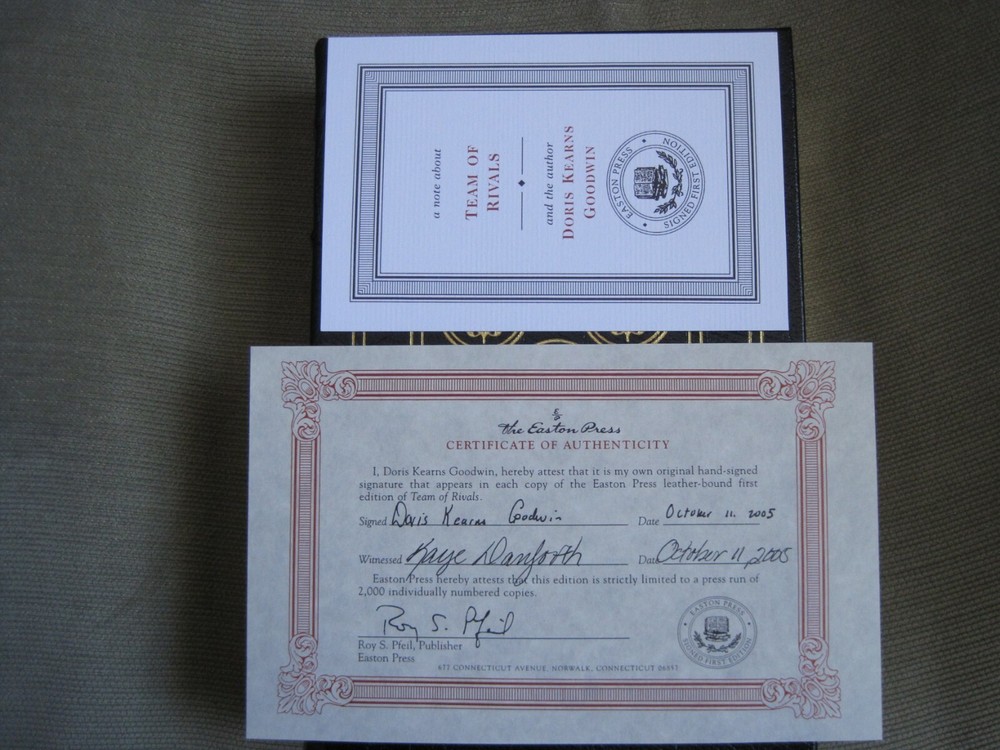 a note about
TEAM OF
RIVALS
and the author
DORIS KEARNS
GOODWIN
EASTON PRESS
SIGNED FIRST EDITION
the Easton Press
CERTIFICATE OF AUTHENTICITY
I, Doris Kearns Goodwin, hereby attest that it is my own original hand-signed
signature that appears in each copy of the Easton Press leather-bound first
edition of Team of Rivals.
Signed Doris Kearns Goodwin Date October 11. 2005
Witnessed Kaye Danforth Date October 11, 2005
Easton Press hereby attests that this edition is strictly limited to a press run of
2,000 individually numbered copies.
Roy S. Pfeil
Roy S. Pfeil, Publisher
Easton Press
EASTON PRESS
SIGNED FIRST EDITION
CONNECTICUT AVENUE, NORWALK, CONNECTICUT